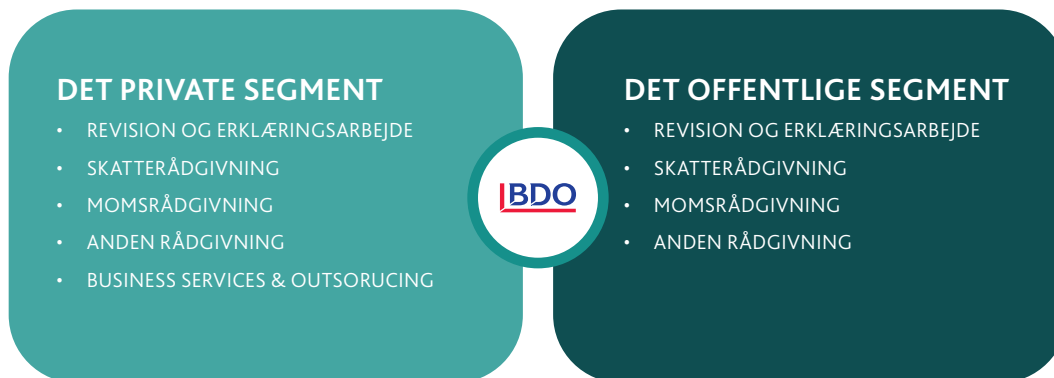 DET PRIVATE SEGMENT
• REVISION OG ERKLÆRINGSARBEJDE
• SKATTERÅDGIVNING
• MOMSRÅDGIVNING
• ANDEN RÅDGIVNING
• BUSINESS SERVICES & OUTSORUCING
BDO
DET OFFENTLIGE SEGMENT
• REVISION OG ERKLÆRINGSARBEJDE
• SKATTERÅDGIVNING
• MOMSRÅDGIVNING
• ANDEN RÅDGIVNING